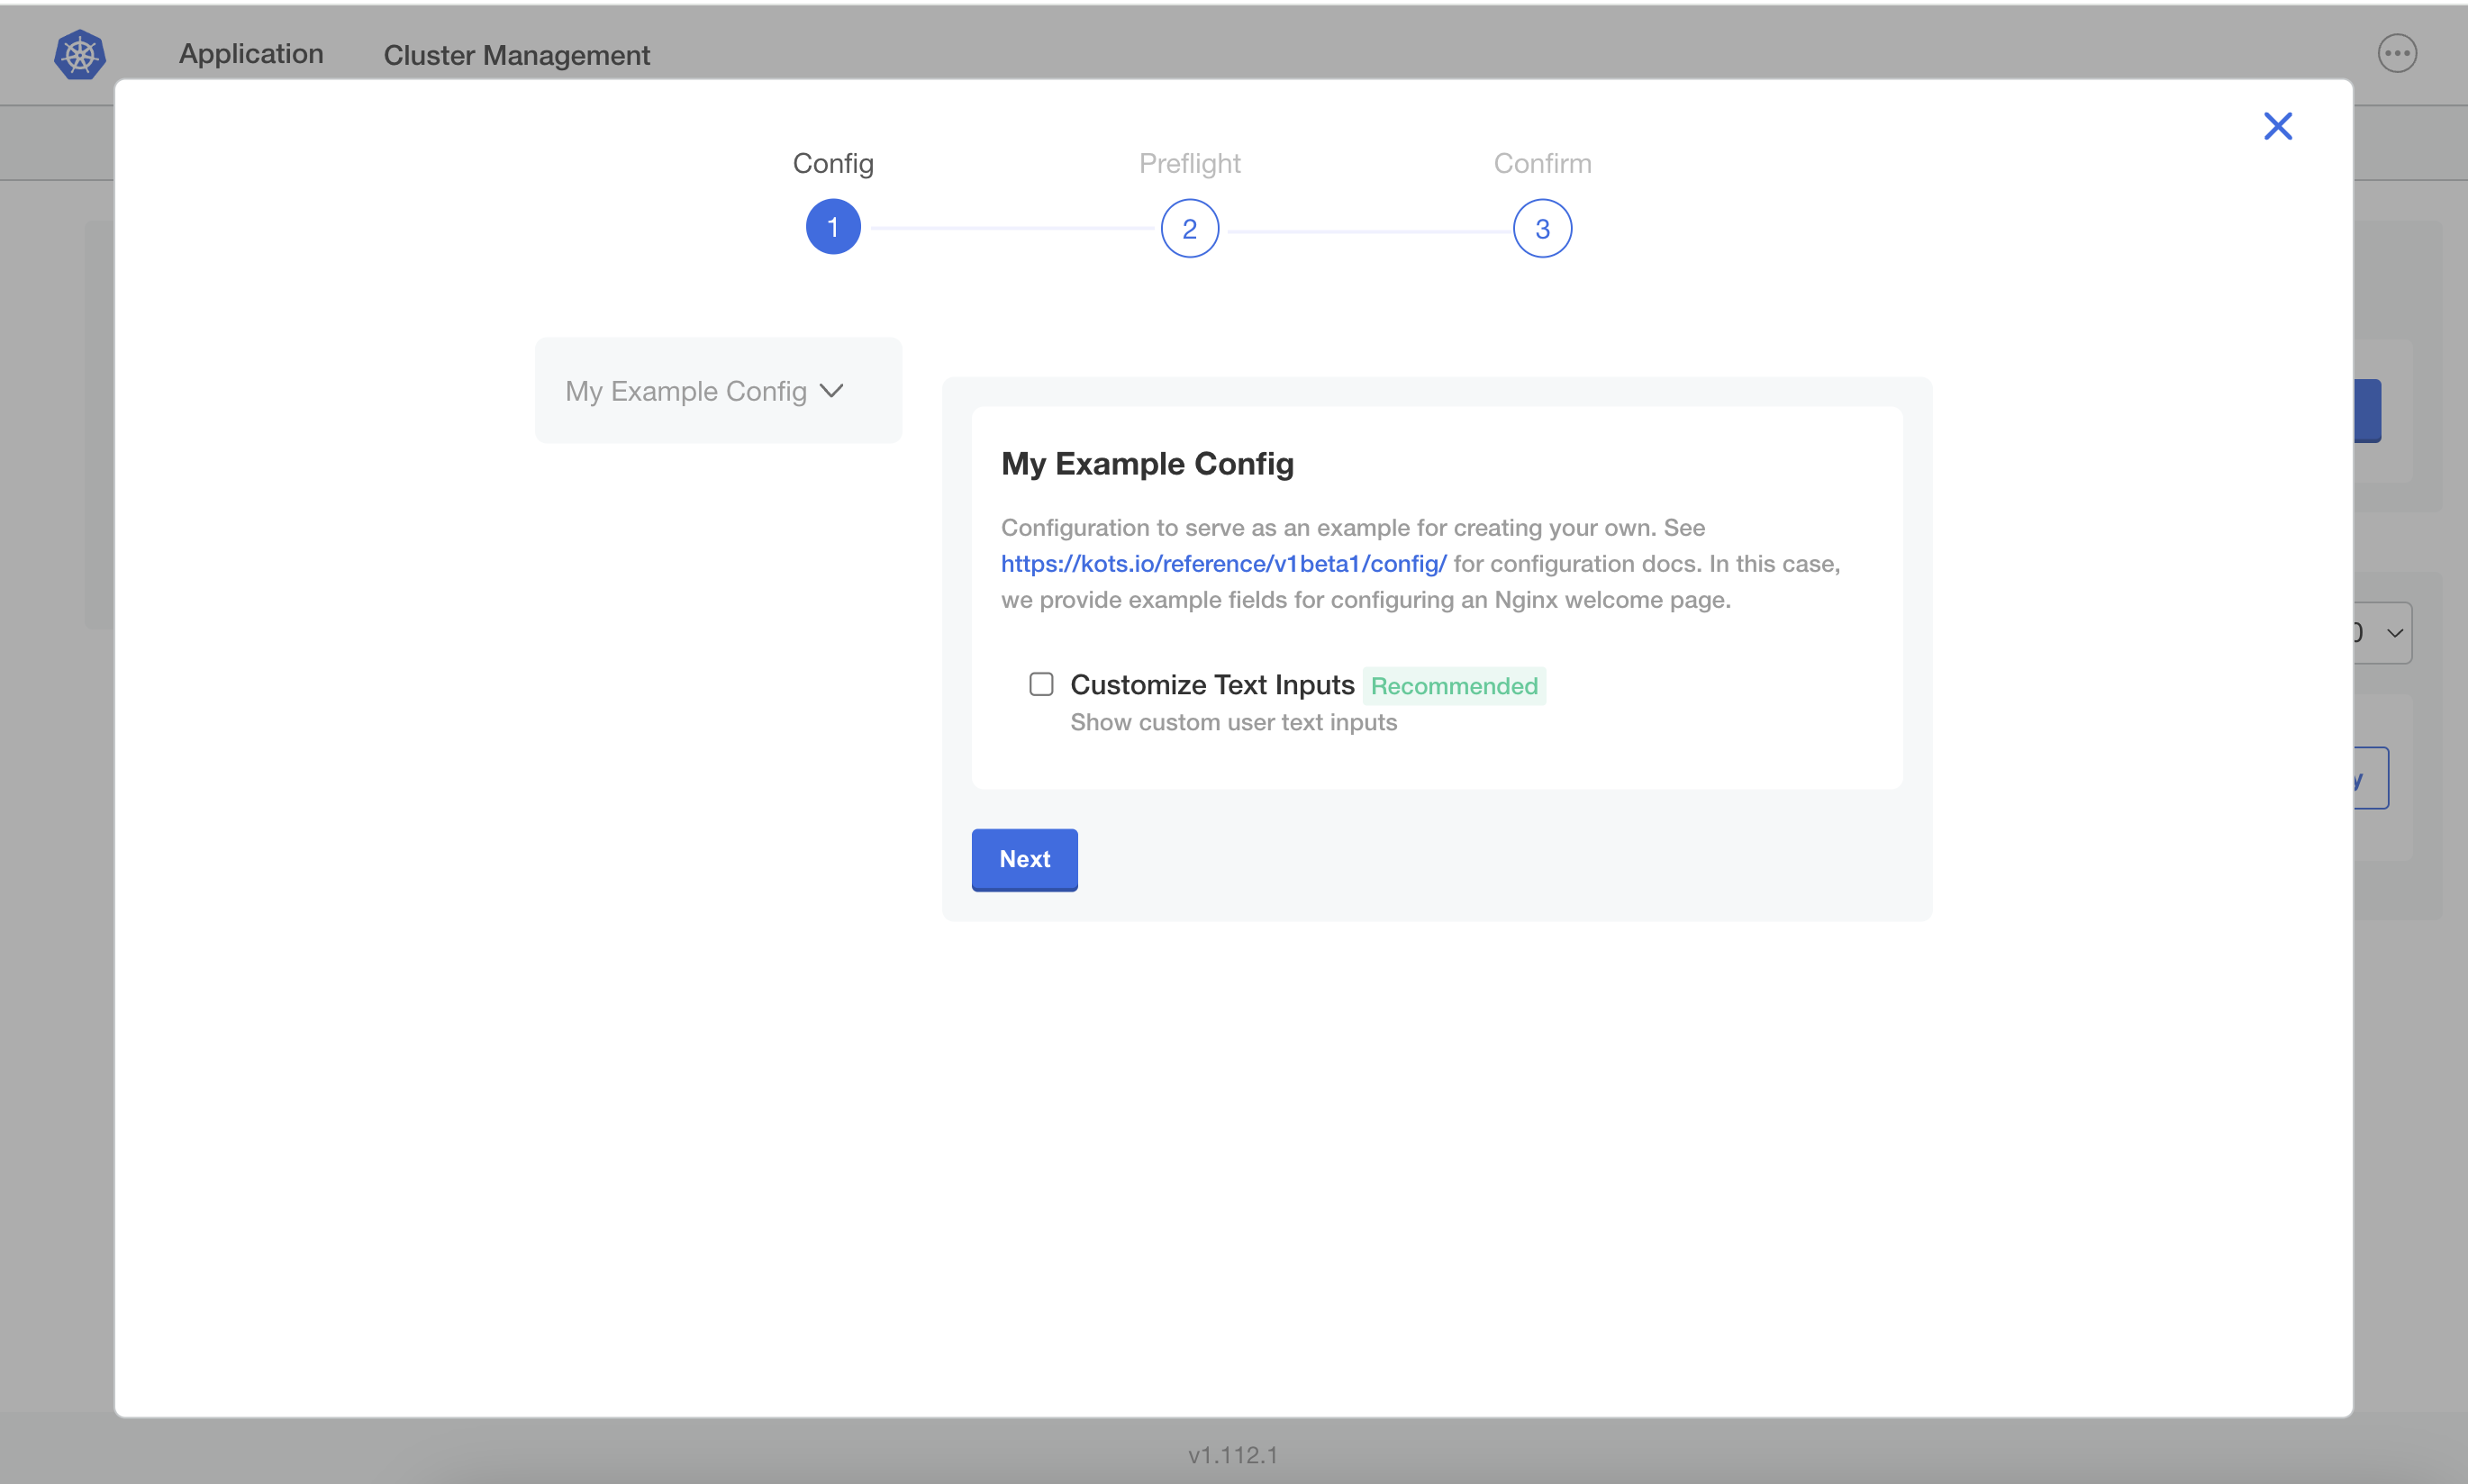 Application
Cluster Management
Config
Preflight
Confirm
1
2
3
My Example Config
My Example Config
Configuration to serve as an example for creating your own. See
https://kots.io/reference/v1beta1/config/ for configuration docs. In this case,
we provide example fields for configuring an Nginx welcome page.
Customize Text Inputs Recommended
Show custom user text inputs
Next
v1.112.1